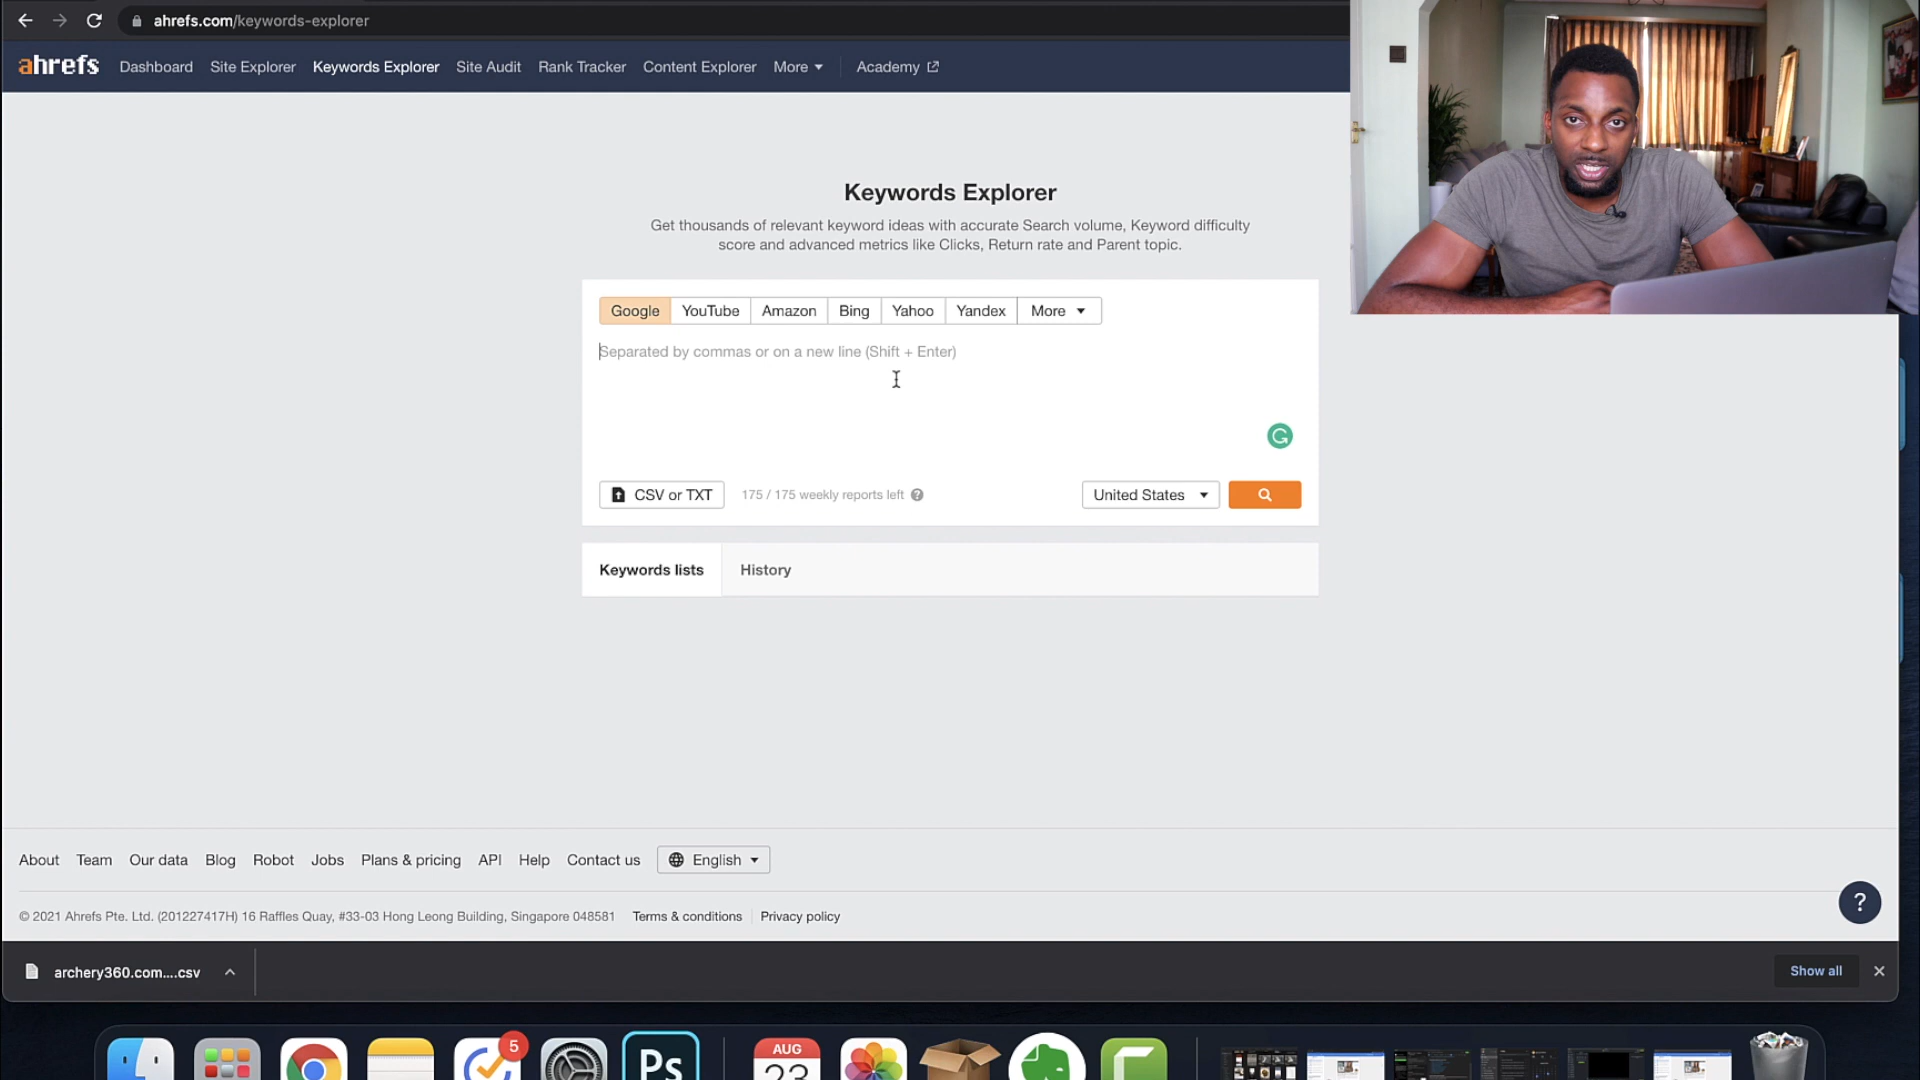 ahrefs.com/keywords-explorer
ahrefs Dashboard Site Explorer Keywords Explorer Site Audit Rank Tracker Content Explorer More Academy
Keywords Explorer
Get thousands of relevant keyword ideas with accurate Search volume, Keyword difficulty
score and advanced metrics like Clicks, Return rate and Parent topic.
Google YouTube Amazon Bing Yahoo Yandex More
Separated by commas or on a new line (Shift + Enter)
CSV or TXT 175 / 175 weekly reports left ? United States
Keywords lists History
About Team Our data Blog Robot Jobs Plans & pricing API Help Contact us English
?
© 2021 Ahrefs Pte. Ltd. (201227417H) 16 Raffles Quay, #33-03 Hong Leong Building, Singapore 048581 Terms & conditions Privacy policy
archery360.com....csv Show all
5
Ps
AUG
23